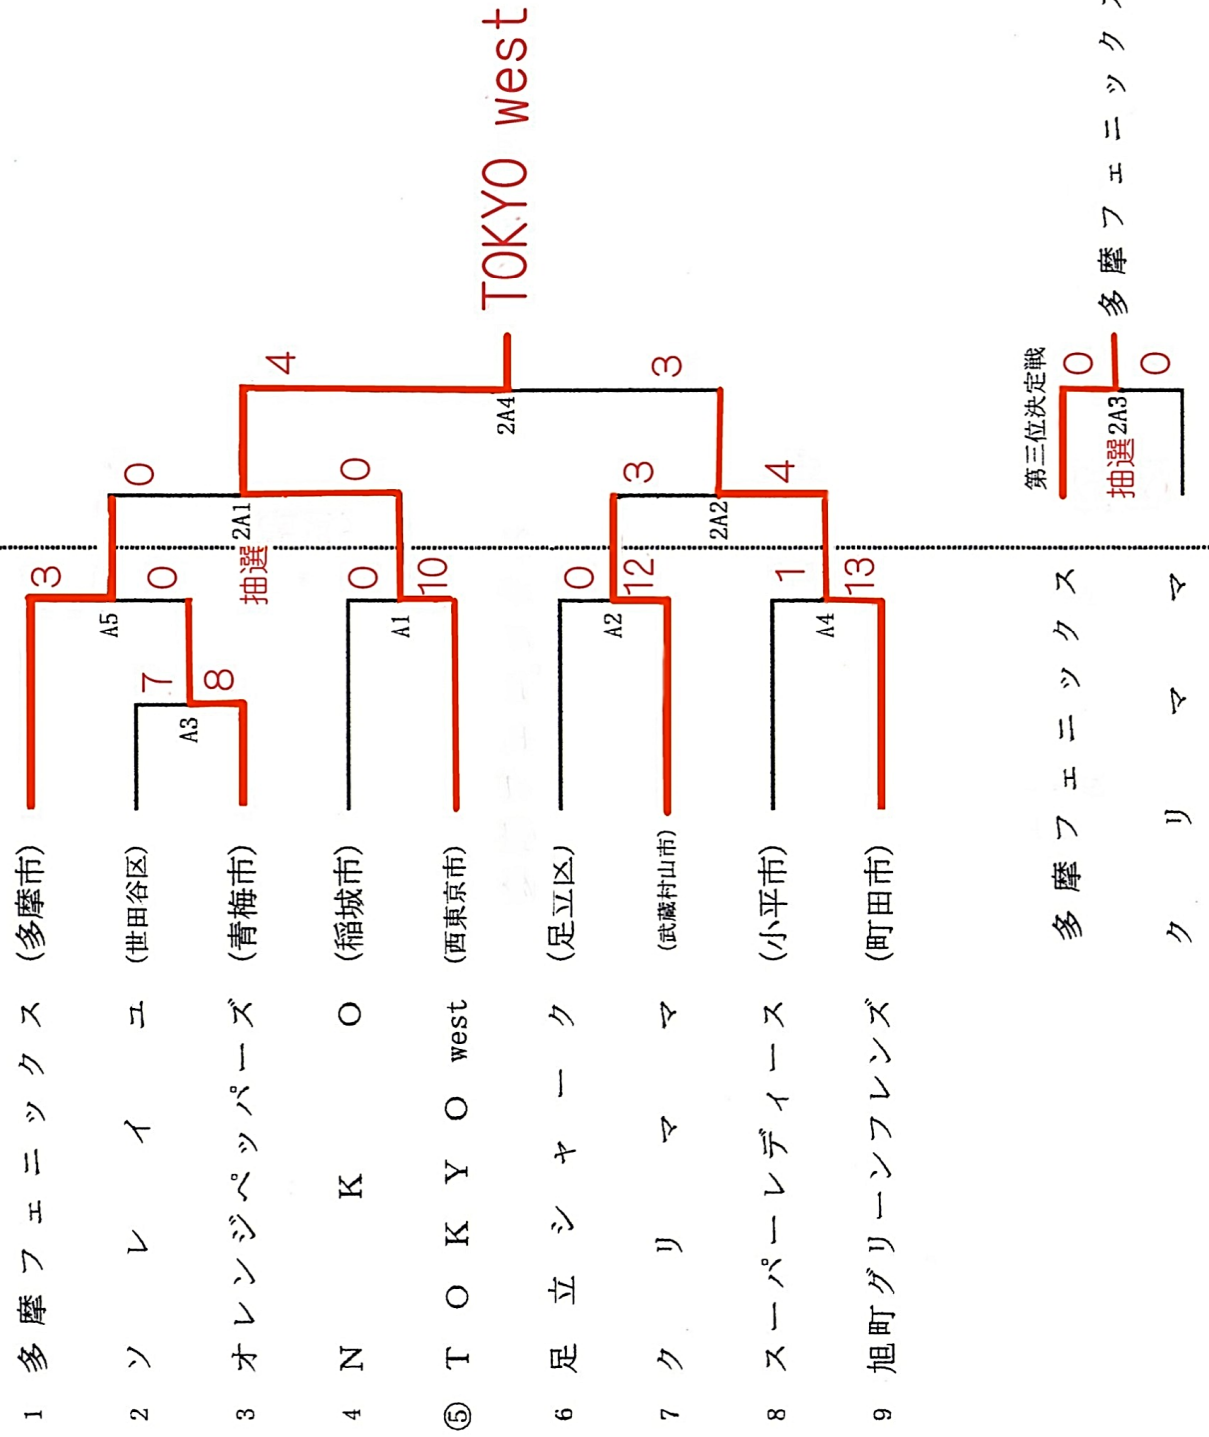 1 多摩フェニックス (多摩市)
2 ソレイユ (世田谷区)
3 オレンジペッパーズ (青梅市)
4 NKO (稲城市)
⑤ TOKYO west (西東京市)
6 足立シャーク (足立区)
7 クリママ (武蔵村山市)
8 スーパーレディース (小平市)
9 旭町グリーンフレンズ (町田市)
7
A3
8
3
A5
0
0
A1
10
0
A2
12
1
A4
13
0
2A1
抽選
0
3
2A2
4
4
2A4
3
TOKYO west
第三位決定戦
多摩フェニックス
クリママ
0
2A3
抽選
0
多摩フェニック